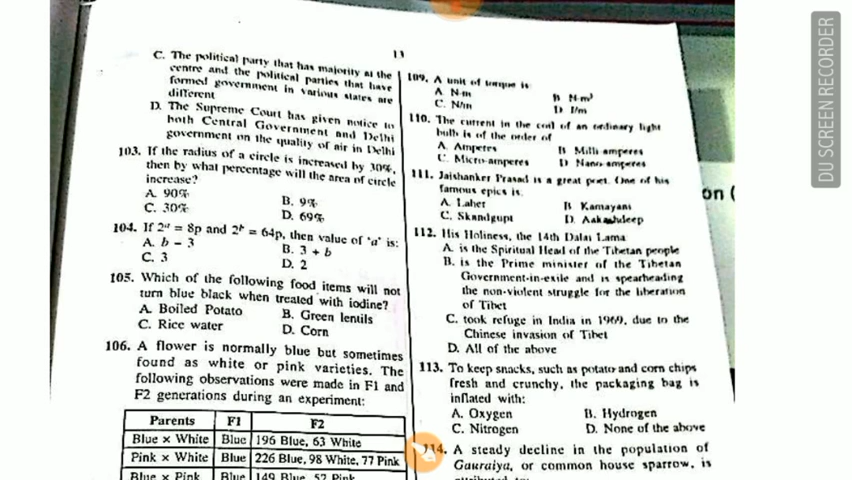 13
C. The political party that has majority at the
centre and the political parties that have
formed government in various states are
different
D. The Supreme Court has given notice to
both Central Government and Delhi
government on the quality of air in Delhi
103. If the radius of a circle is increased by 30%,
then by what percentage will the area of circle
increase?
A. 90% B. 9%
C. 30% D. 69%
104. If 2ᵃ = 8p and 2ᵇ = 64p, then value of 'a' is:
A. b − 3 B. 3 + b
C. 3 D. 2
105. Which of the following food items will not
turn blue black when treated with iodine?
A. Boiled Potato B. Green lentils
C. Rice water D. Corn
106. A flower is normally blue but sometimes
found as white or pink varieties. The
following observations were made in F1 and
F2 generations during an experiment:
Parents F1 F2
Blue × White Blue 196 Blue, 63 White
Pink × White Blue 226 Blue, 98 White, 77 Pink
Blue × Pink Blue 149 Blue, 52 Pink
109. A unit of torque is
A. N-m B. N-m²
C. N/m D. J/m
110. The current in the coil of an ordinary light
bulb is of the order of
A. Amperes B. Milli amperes
C. Micro-amperes D. Nano-amperes
111. Jaishanker Prasad is a great poet. One of his
famous epics is
A. Laher B. Kamayani
C. Skandgupt D. Aakashdeep
112. His Holiness, the 14th Dalai Lama
A. is the Spiritual Head of the Tibetan people
B. is the Prime minister of the Tibetan
Government-in-exile and is spearheading
the non-violent struggle for the liberation
of Tibet
C. took refuge in India in 1969, due to the
Chinese invasion of Tibet
D. All of the above
113. To keep snacks, such as potato and corn chips
fresh and crunchy, the packaging bag is
inflated with:
A. Oxygen B. Hydrogen
C. Nitrogen D. None of the above
114. A steady decline in the population of
Gauraiya, or common house sparrow, is
on (
DU SCREEN RECORDER